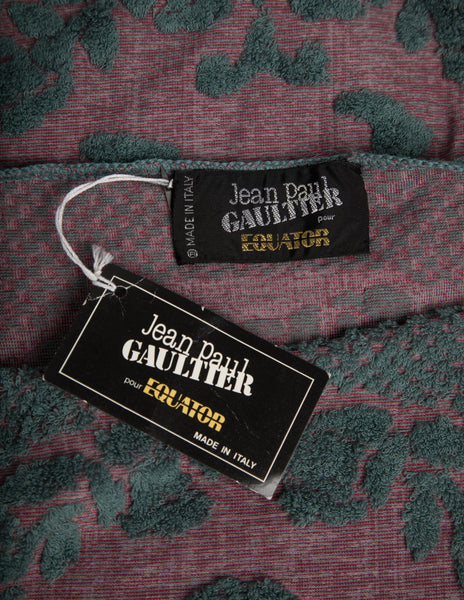 MADE IN ITALY
Jean Paul
GAULTIER
pour
EQUATOR
Jean Paul
GAULTIER
pour EQUATOR
MADE IN ITALY